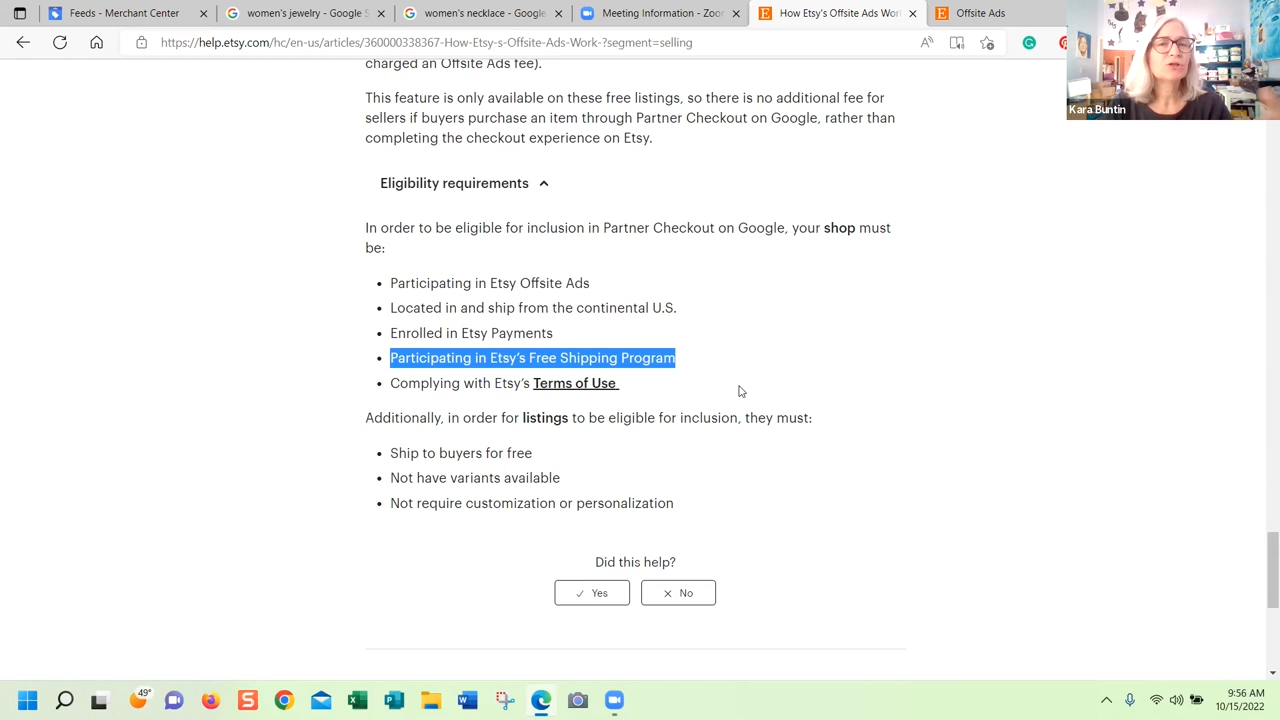 Feeds - Merchant Center
women's jewelry - Google S
women's necklace - Google
Meeting Information - Zoom
How Etsy's Offsite Ads Wor
Offsite Ads
help.etsy.com/hc/en-us/articles/
-How-Etsy-s-Offsite-Ads-Work-?segment=selling
Kara Buntin
charged an Offsite Ads fee).
This feature is only available on these free listings, so there is no additional fee for
sellers if buyers purchase an item through Partner Checkout on Google, rather than
completing the checkout experience on Etsy.
Eligibility requirements
In order to be eligible for inclusion in Partner Checkout on Google, your shop must
be:
• Participating in Etsy Offsite Ads
• Located in and ship from the continental U.S.
• Enrolled in Etsy Payments
• Participating in Etsy's Free Shipping Program
• Complying with Etsy's Terms of Use
Additionally, in order for listings to be eligible for inclusion, they must:
• Ship to buyers for free
• Not have variants available
• Not require customization or personalization
Did this help?
Yes
No
49°
9:56 AM
10/15/2022